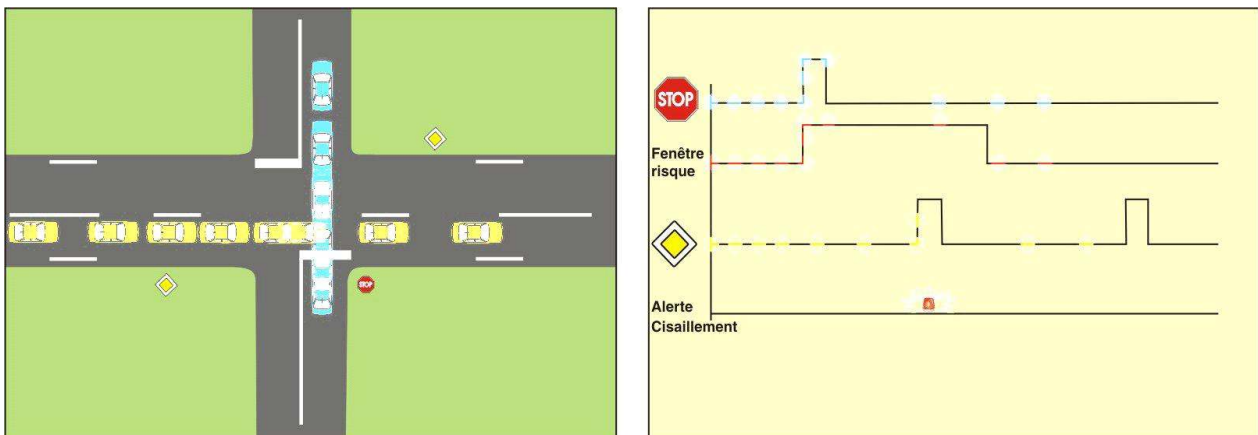 STOP
STOP
Fenêtre
risque
Alerte
Cisaillement